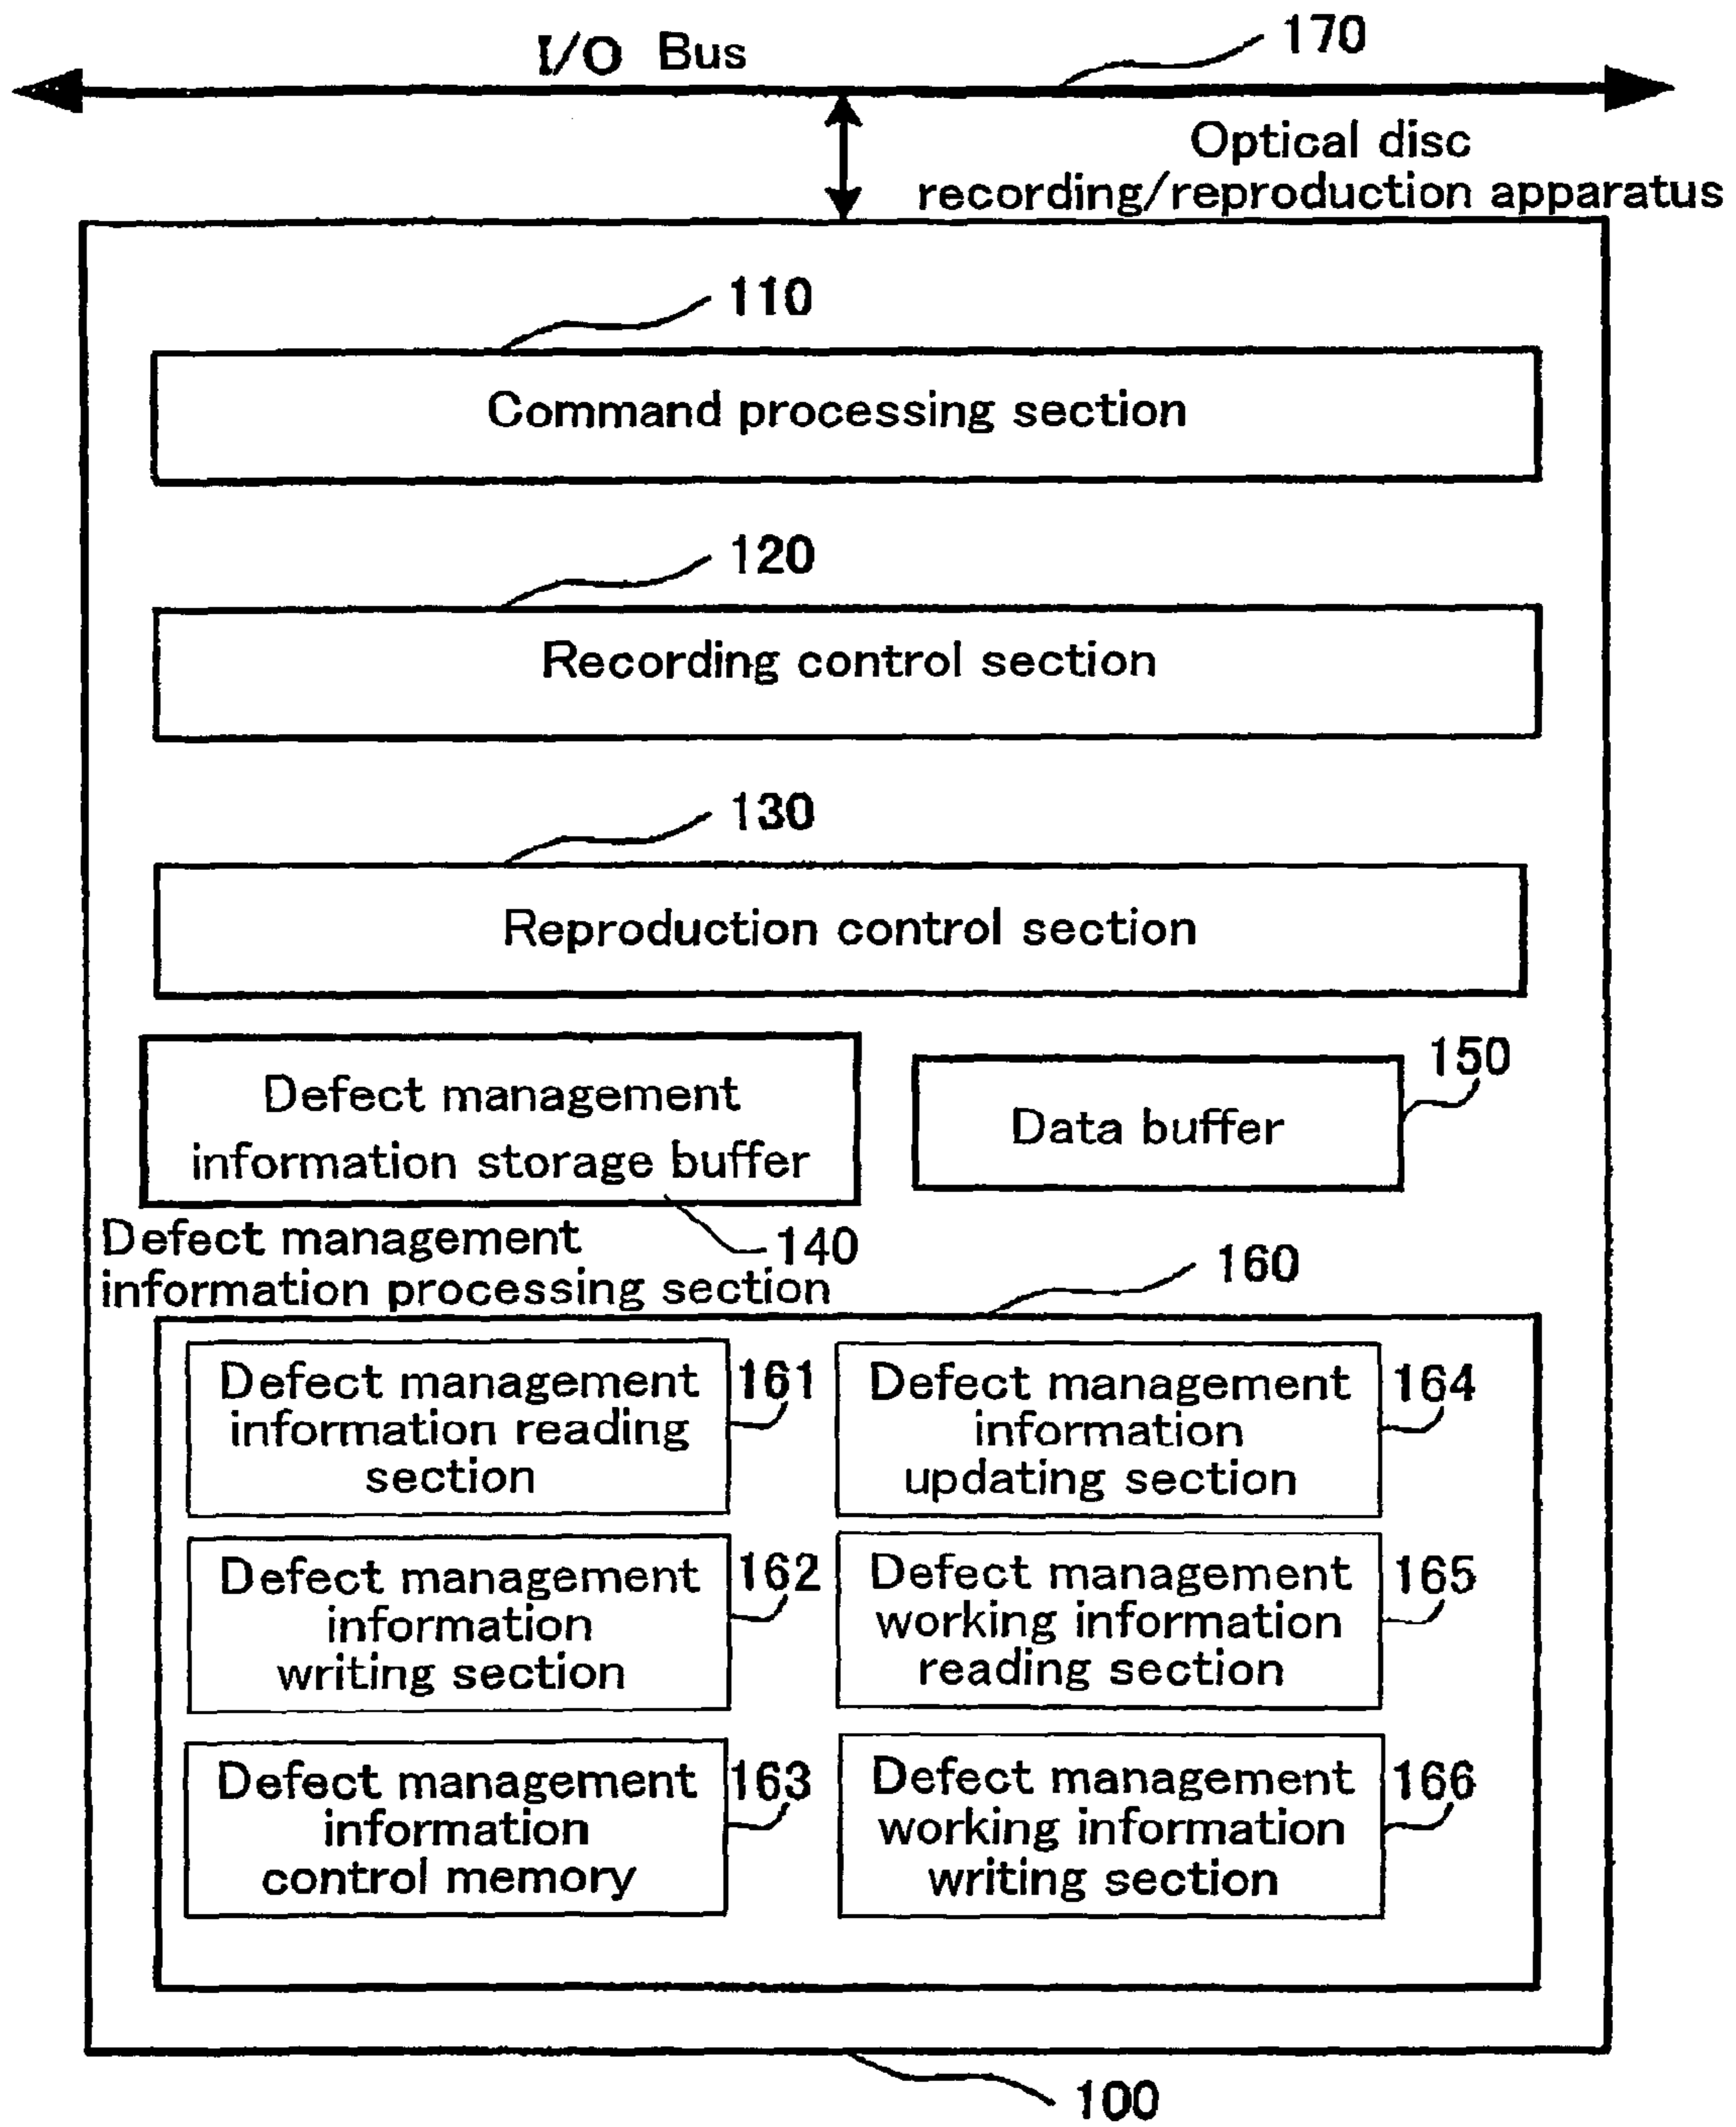 I/O Bus
170
Optical disc
recording/reproduction apparatus
110
Command processing section
120
Recording control section
130
Reproduction control section
Defect management
information storage buffer
140
Data buffer
150
Defect management
information processing section
160
Defect management
information reading
section
161
Defect management
information
updating section
164
Defect management
information
writing section
162
Defect management
working information
reading section
165
Defect management
information
control memory
163
Defect management
working information
writing section
166
100